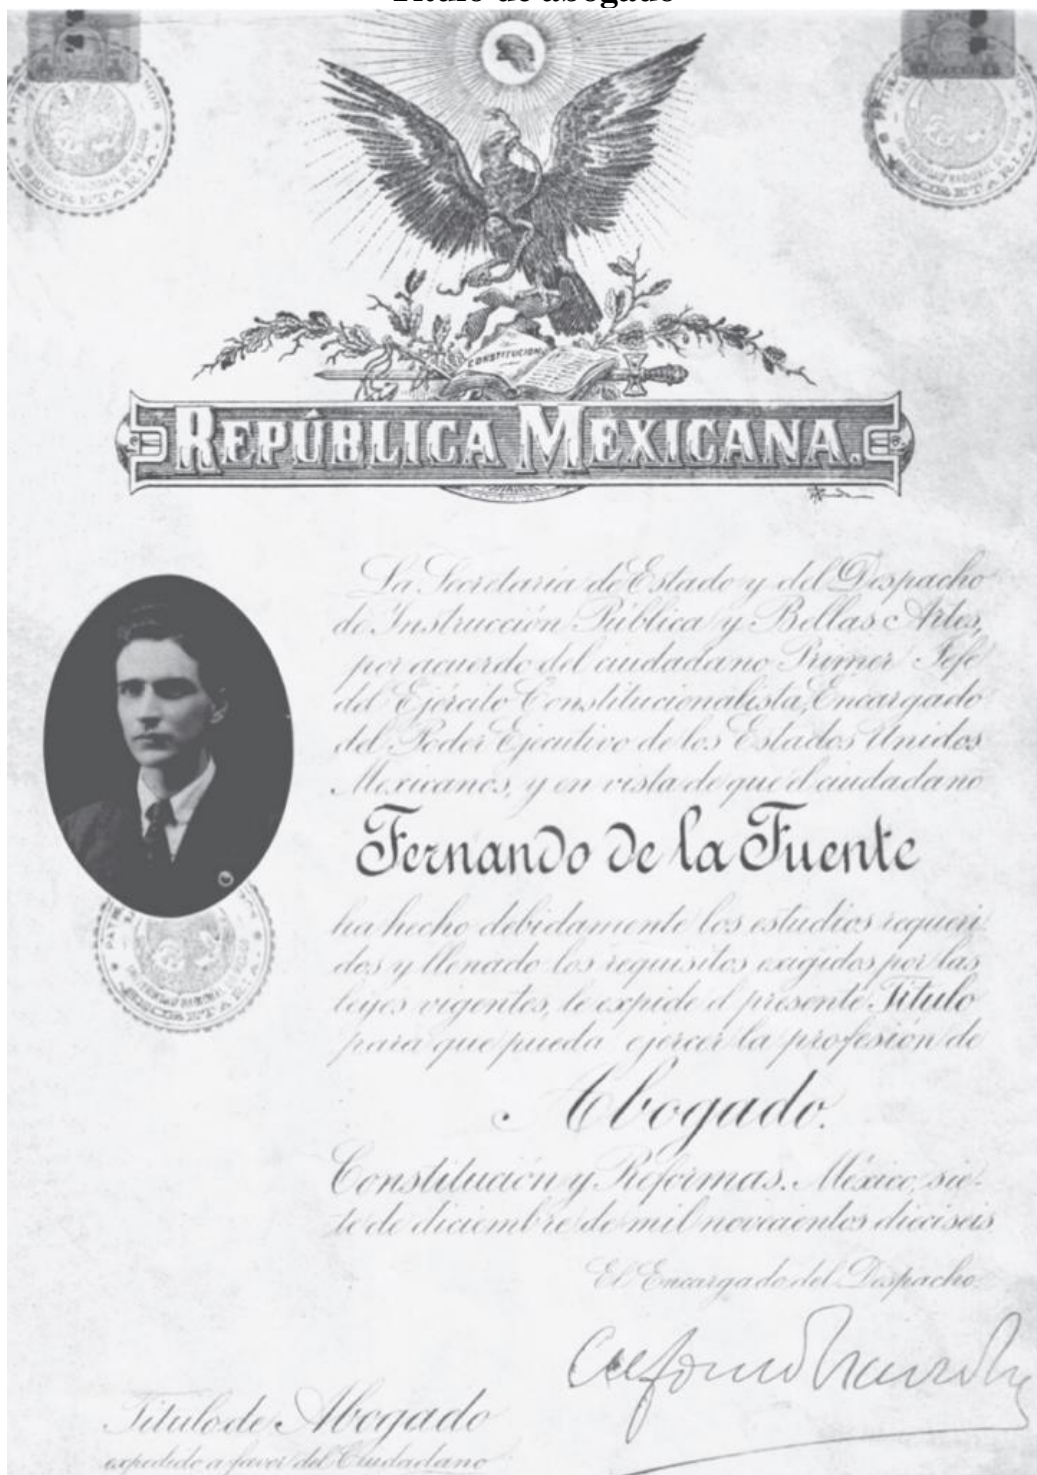 Título de abogado
CONSTITUCION
REPÚBLICA MEXICANA.
La Secretaría de Estado y del Despacho
de Instrucción Pública y Bellas Artes,
por acuerdo del ciudadano Primer Jefe
del Ejército Constitucionalista, Encargado
del Poder Ejecutivo de los Estados Unidos
Mexicanos, y en vista de que el ciudadano
Fernando de la Fuente
ha hecho debidamente los estudios requeri-
dos y llenado los requisitos exigidos por las
leyes vigentes, le expide el presente Título
para que pueda ejercer la profesión de
Abogado.
Constitución y Reformas. México, sie-
te de diciembre de mil novecientos dieciseis
El Encargado del Despacho.
Título de Abogado
expedido a favor del Ciudadano
SECRETARIA
SECRETARIA
SECRETARIA